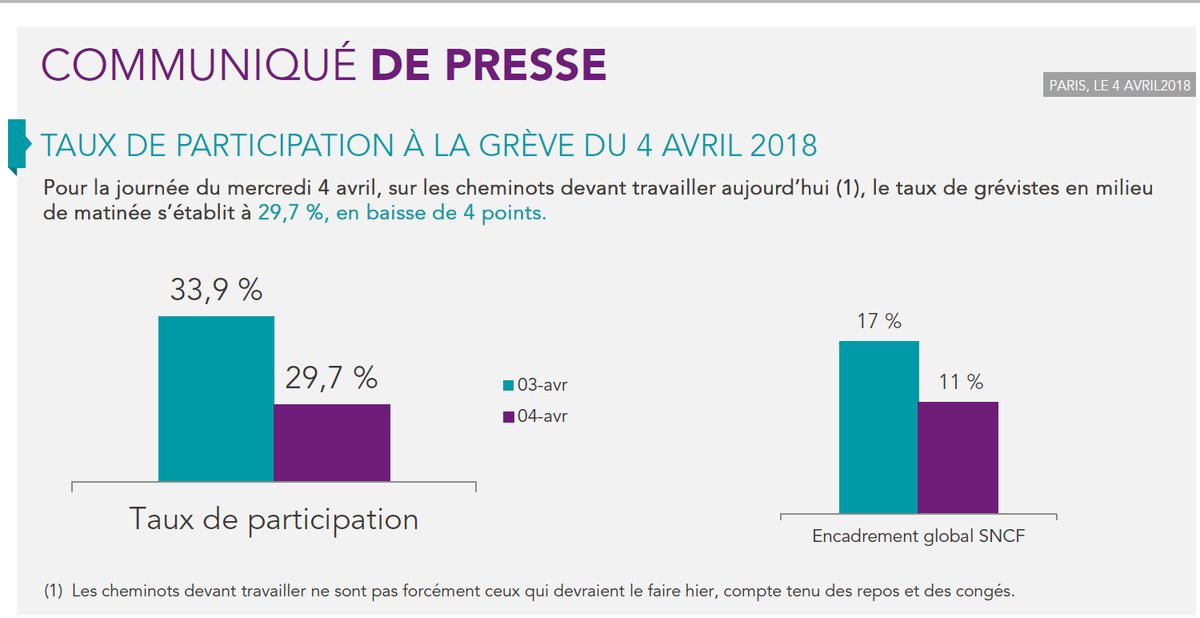 COMMUNIQUÉ DE PRESSE
PARIS, LE 4 AVRIL2018
TAUX DE PARTICIPATION À LA GRÈVE DU 4 AVRIL 2018
Pour la journée du mercredi 4 avril, sur les cheminots devant travailler aujourd’hui (1), le taux de grévistes en milieu
de matinée s’établit à 29,7 %, en baisse de 4 points.
33,9 %
29,7 %
Taux de participation
03-avr
04-avr
17 %
11 %
Encadrement global SNCF
(1) Les cheminots devant travailler ne sont pas forcément ceux qui devraient le faire hier, compte tenu des repos et des congés.